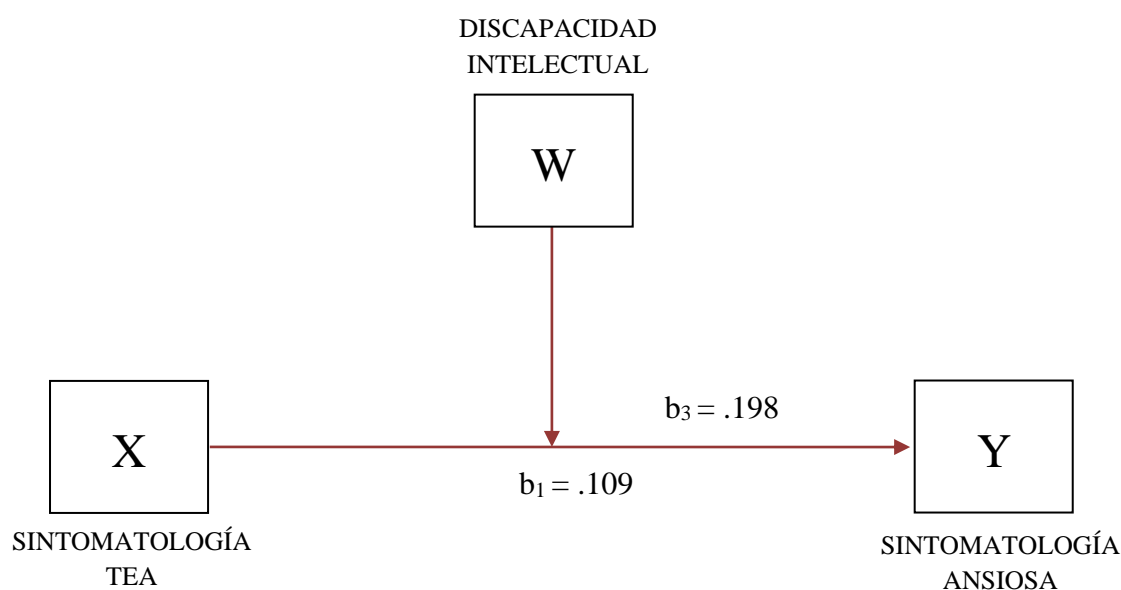 DISCAPACIDAD
INTELECTUAL
W
b₃ = .198
X
Y
b₁ = .109
SINTOMATOLOGÍA
TEA
SINTOMATOLOGÍA
ANSIOSA